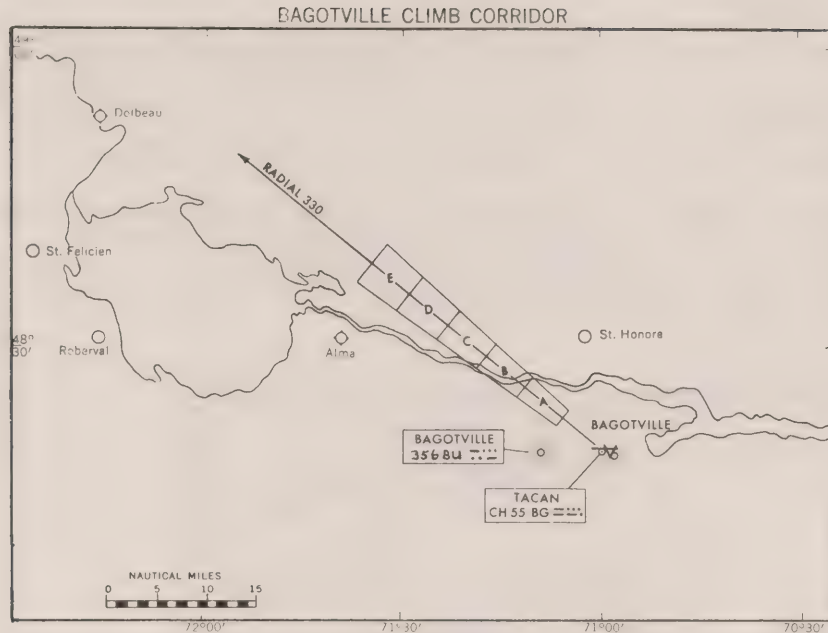 BAGOTVILLE CLIMB CORRIDOR
Dolbeau
RADIAL 330
St. Felicien
E
D
C
B
A
St. Honore
48°
30'
Roberval
Alma
BAGOTVILLE
BAGOTVILLE
356 BU
TACAN
CH 55 BG
NAUTICAL MILES
0 5 10 15
72°00' 71°30' 71°00' 70°30'